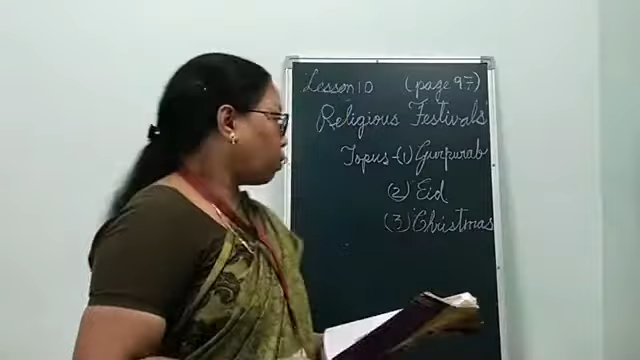 Lesson 10 (page 97)
Religious Festivals
Topics - (1) Gurpurab
(2) Eid
(3) Christmas